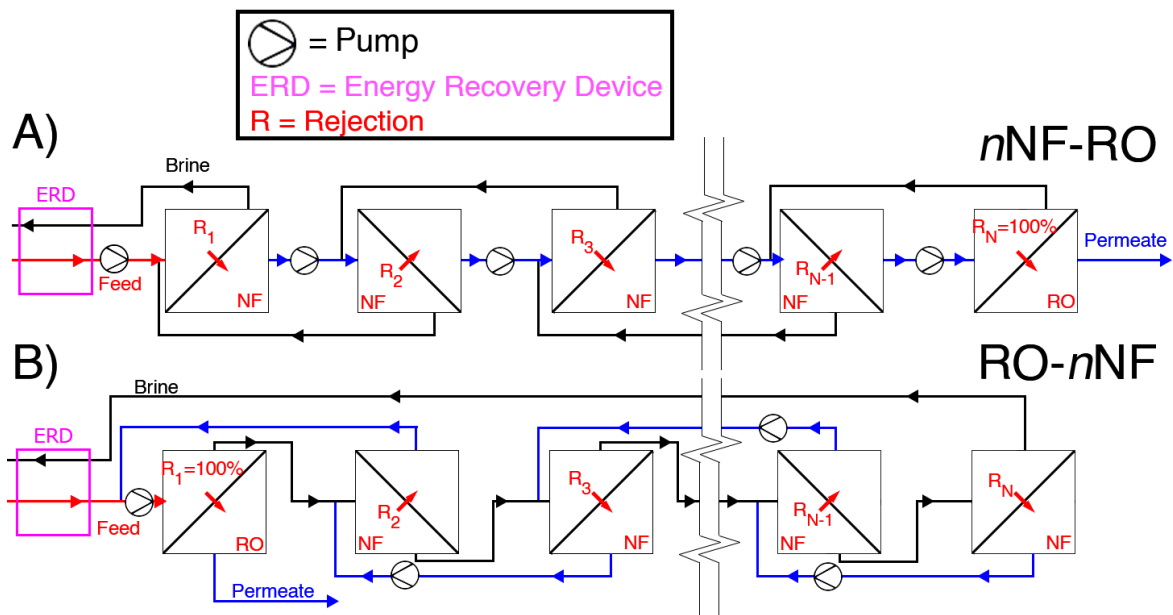 = Pump
ERD = Energy Recovery Device
R = Rejection
A)
nNF-RO
Brine
ERD
R1
R2
R3
RN-1
RN=100%
Permeate
Feed
NF
NF
NF
NF
RO
B)
RO-nNF
Brine
ERD
R1=100%
R2
R3
RN-1
RN
Feed
RO
NF
NF
NF
NF
Permeate